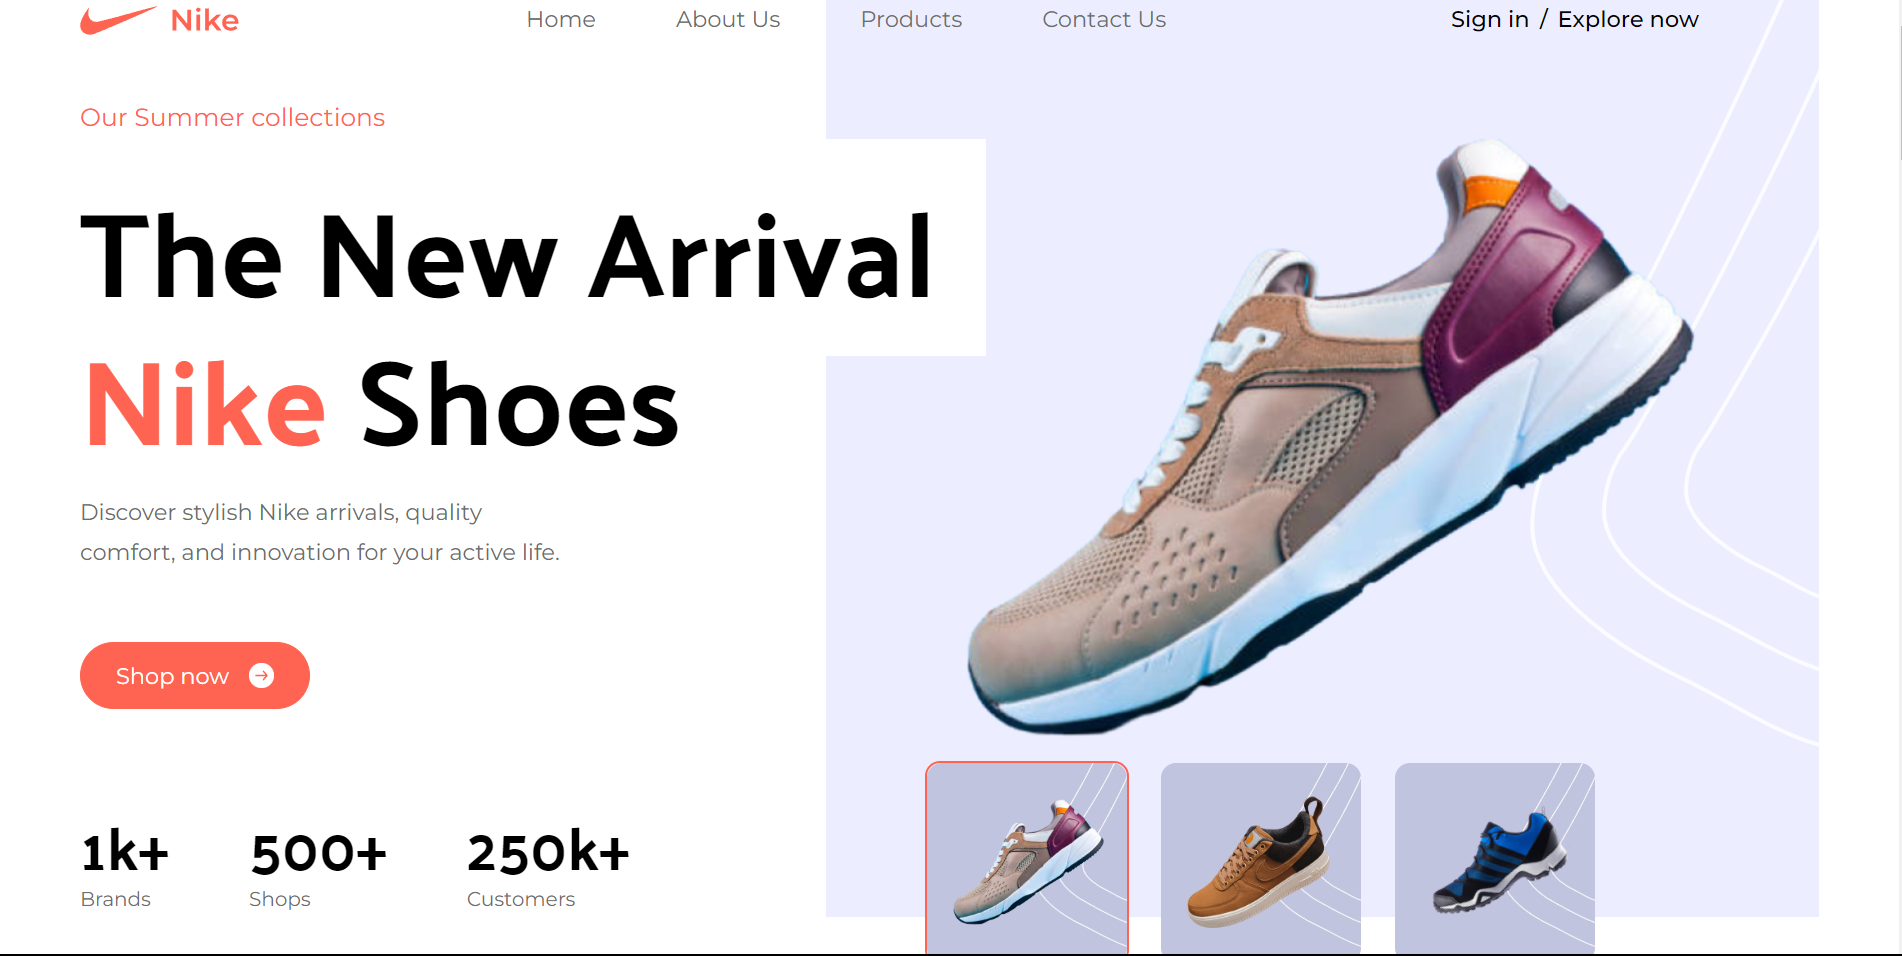 Nike
Home About Us Products Contact Us Sign in / Explore now
Our Summer collections
The New Arrival
Nike Shoes
Discover stylish Nike arrivals, quality
comfort, and innovation for your active life.
Shop now
1k+ 500+ 250k+
Brands Shops Customers